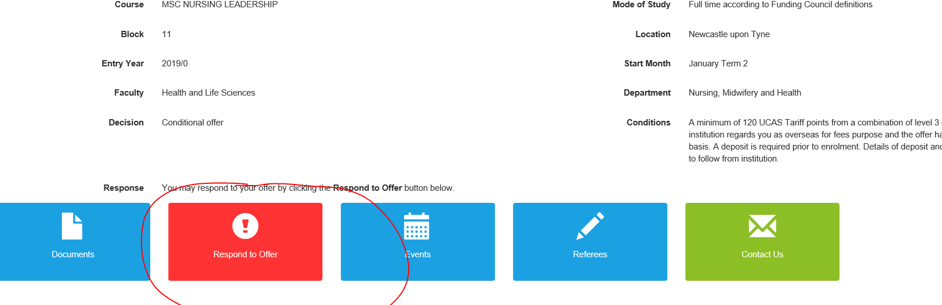 Course MSC NURSING LEADERSHIP Mode of Study Full time according to Funding Council definitions
Block 11 Location Newcastle upon Tyne
Entry Year 2019/0 Start Month January Term 2
Faculty Health and Life Sciences Department Nursing, Midwifery and Health
Decision Conditional offer Conditions A minimum of 120 UCAS Tariff points from a combination of level 3
institution regards you as overseas for fees purpose and the offer ha
basis. A deposit is required prior to enrolment. Details of deposit and
to follow from institution.
Response You may respond to your offer by clicking the Respond to Offer button below.
Documents Respond to Offer Events Referees Contact Us